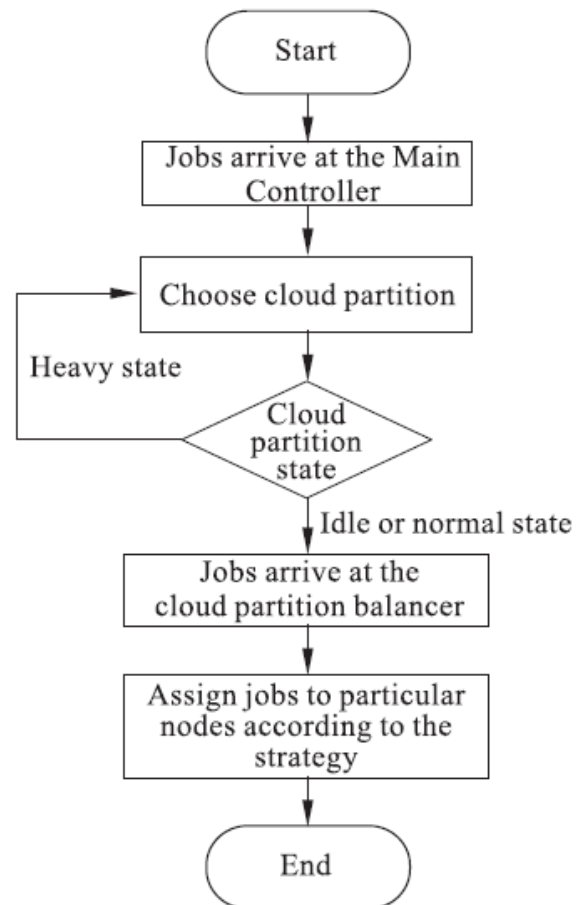 Start
Jobs arrive at the Main
Controller
Choose cloud partition
Heavy state
Cloud
partition
state
Idle or normal state
Jobs arrive at the
cloud partition balancer
Assign jobs to particular
nodes according to the
strategy
End